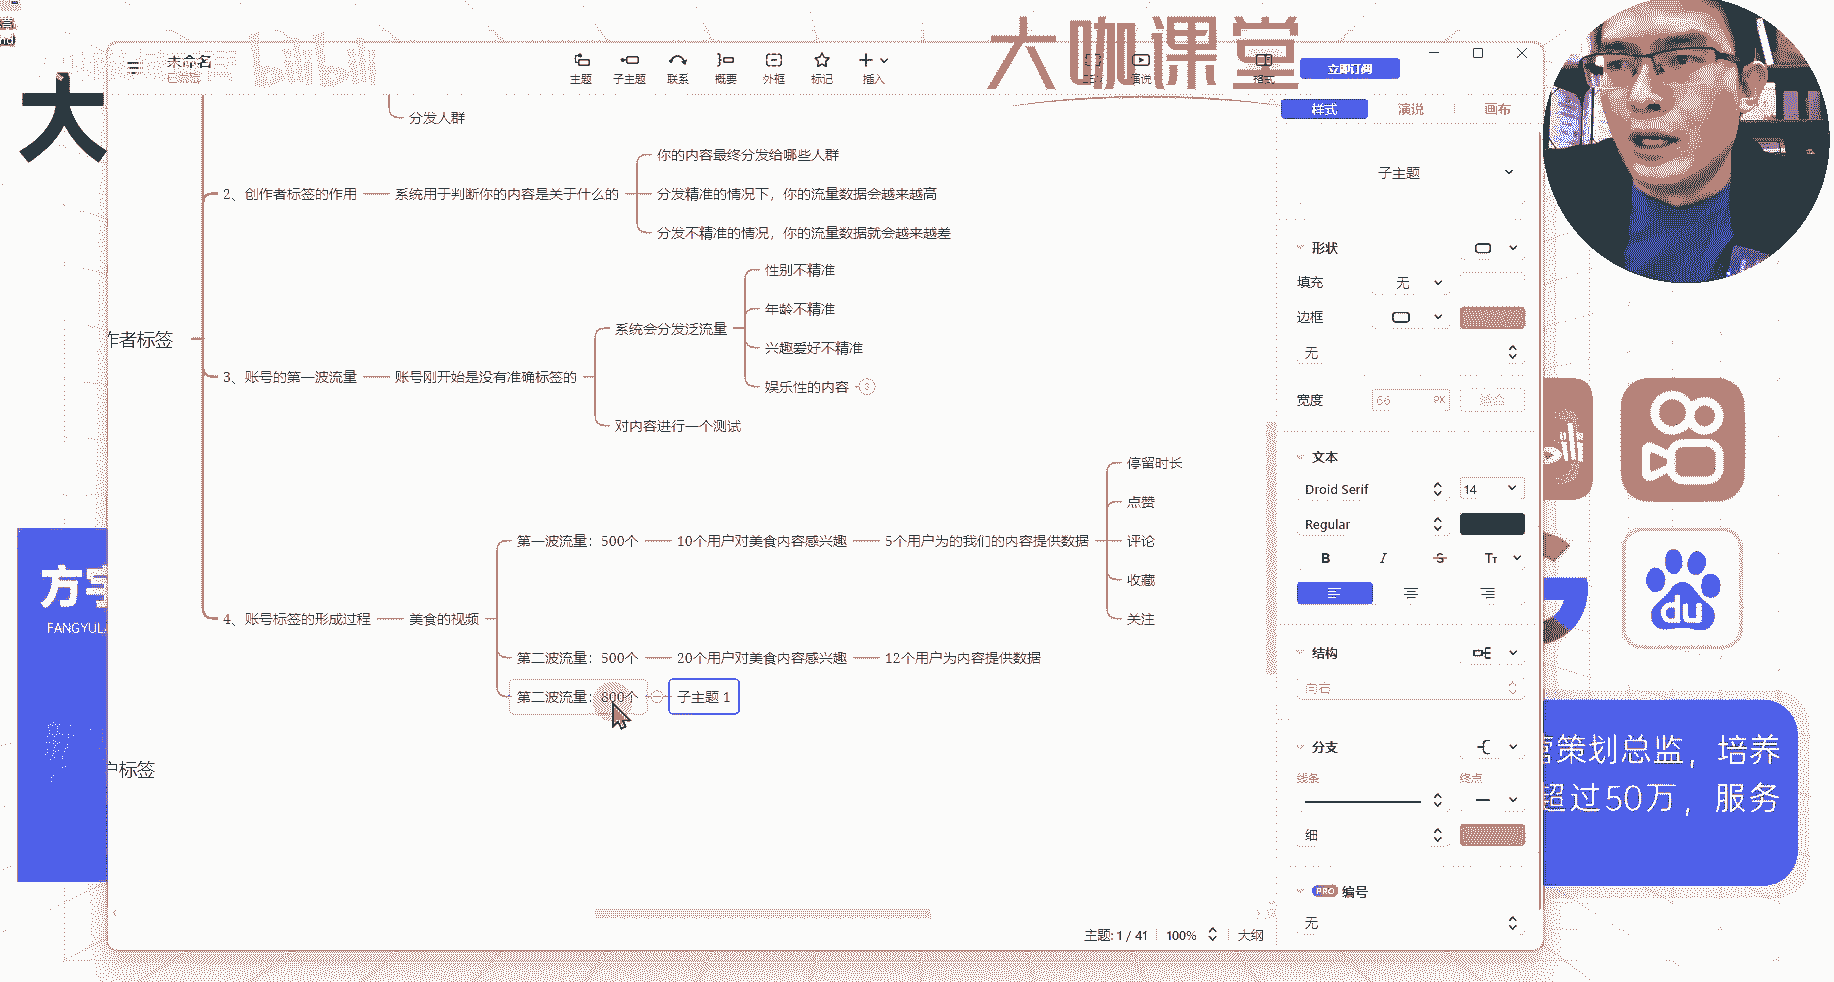 大咖课堂
bilibili
未命名
已编辑
主题
子主题
联系
概要
外框
标记
插入
演说
格式
立即订阅
大
样式
演说
画布
分发人群
2、创作者标签的作用
系统用于判断你的内容是关于什么的
你的内容最终分发给哪些人群
分发精准的情况下，你的流量数据会越来越高
分发不精准的情况，你的流量数据就会越来越差
作者标签
3、账号的第一波流量
账号刚开始是没有准确标签的
系统会分发泛流量
性别不精准
年龄不精准
兴趣爱好不精准
娱乐性的内容
对内容进行一个测试
4、账号标签的形成过程
美食的视频
第一波流量：500个
10个用户对美食内容感兴趣
5个用户为的我们的内容提供数据
停留时长
点赞
评论
收藏
关注
第二波流量：500个
20个用户对美食内容感兴趣
12个用户为内容提供数据
第二波流量：800个
子主题 1
户标签
子主题
形状
填充
无
边框
无
宽度
66
PX
文本
Droid Serif
14
Regular
B
I
S
Tт
结构
向右
分支
线条
终点
细
PRO 编号
无
主题: 1 / 41
100%
大纲
方宇
FANGYUL
du
营策划总监，培养
超过50万，服务